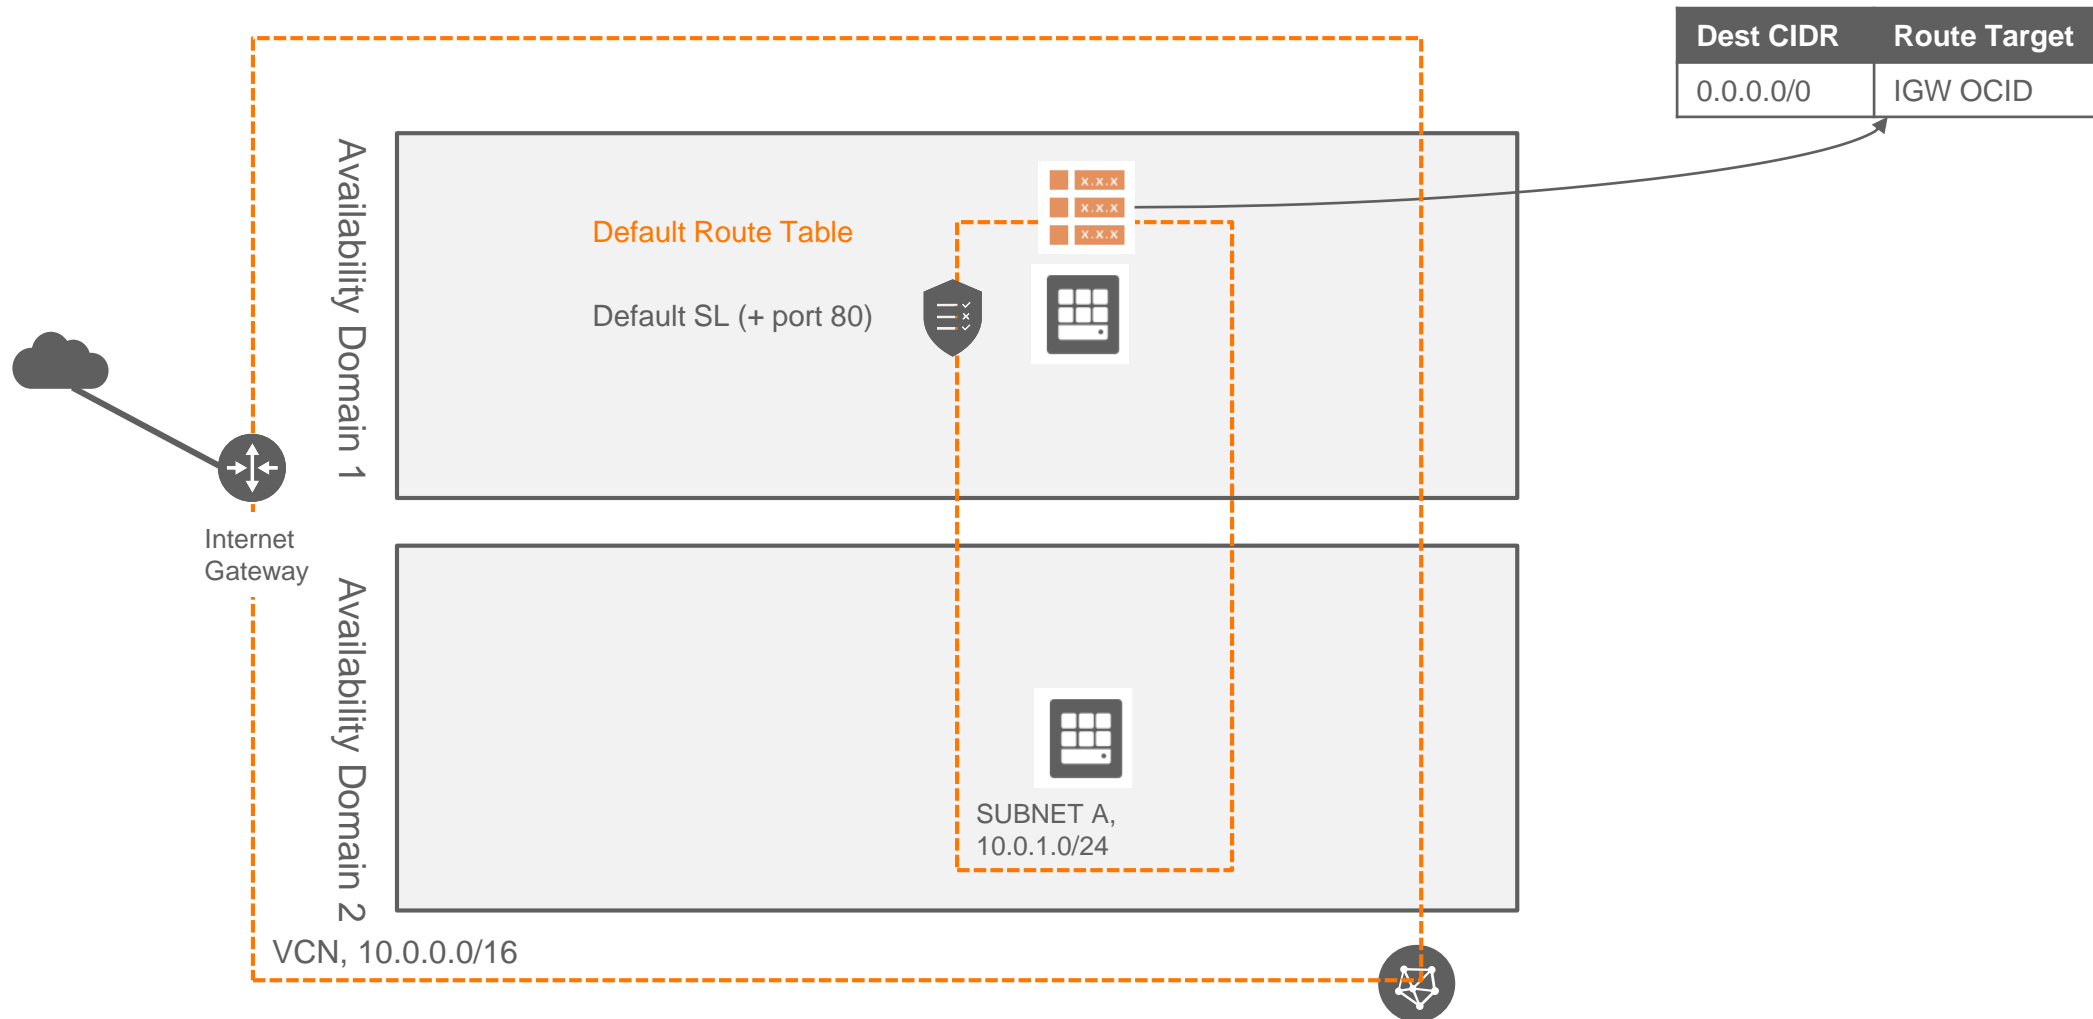 Dest CIDR Route Target
0.0.0.0/0 IGW OCID
Availability Domain 1
x.x.x
x.x.x
x.x.x
Default Route Table
Default SL (+ port 80)
Internet
Gateway
Availability Domain 2
SUBNET A,
10.0.1.0/24
VCN, 10.0.0.0/16